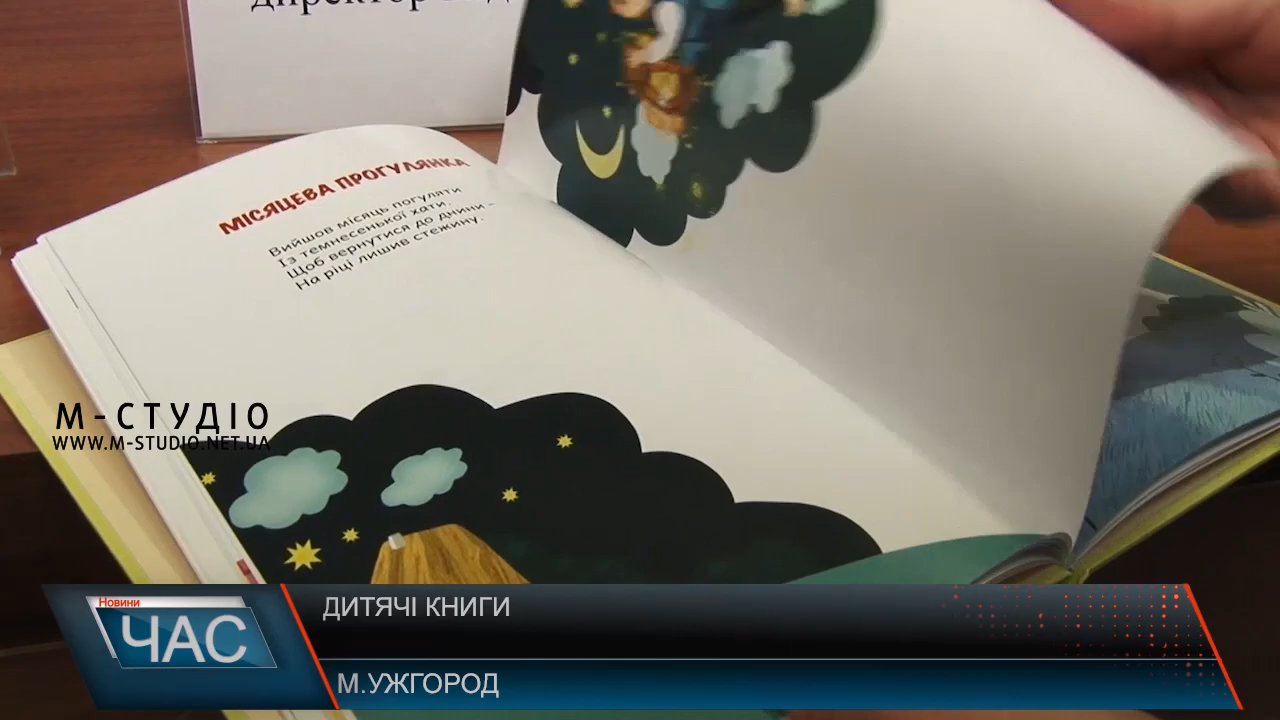 директор
МІСЯЦЕВА ПРОГУЛЯНКА
Вийшов місяць погуляти
Із темнесенької хати.
Щоб вернутися до днини –
На ріці лишив стежину.
М-СТУДІО
WWW.M-STUDIO.NET.UA
Новини
ЧАС
ДИТЯЧІ КНИГИ
М.УЖГОРОД